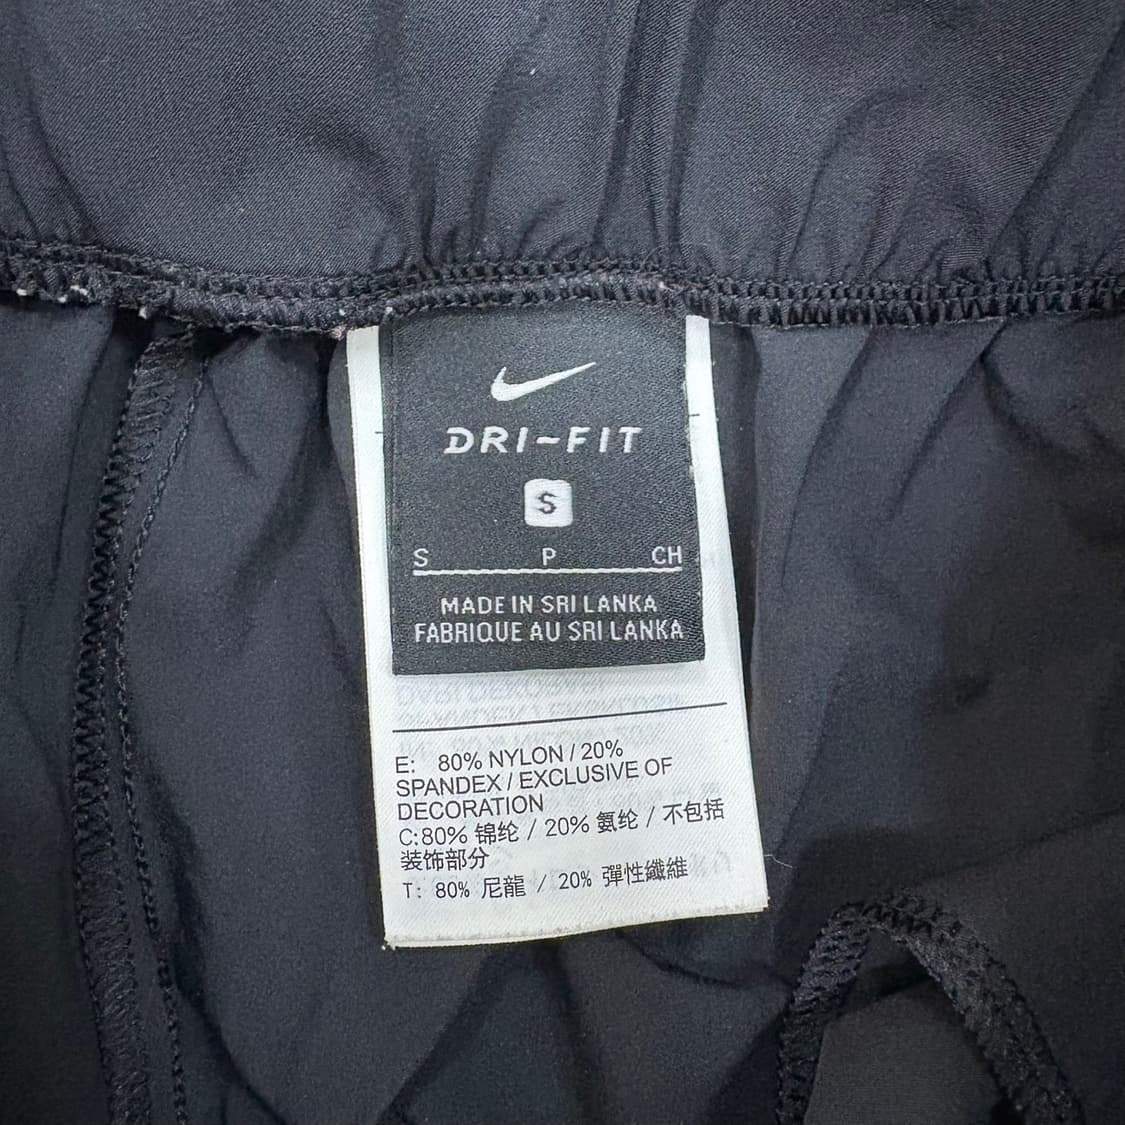 DRI-FIT
S
S P CH
MADE IN SRI LANKA
FABRIQUE AU SRI LANKA
E: 80% NYLON / 20%
SPANDEX / EXCLUSIVE OF
DECORATION
C:80% 锦纶 / 20% 氨纶 / 不包括
装饰部分
T: 80% 尼龍 / 20% 彈性纖維